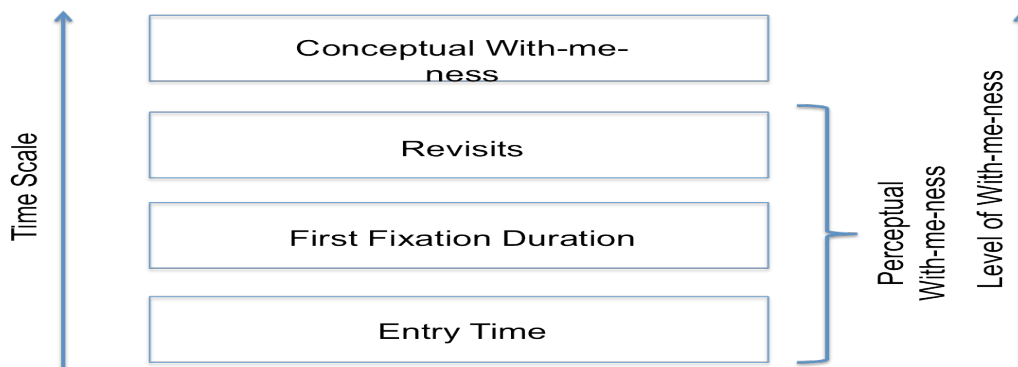 Conceptual With-me-
ness
Revisits
First Fixation Duration
Entry Time
Time Scale
Perceptual
With-me-ness
Level of With-me-ness